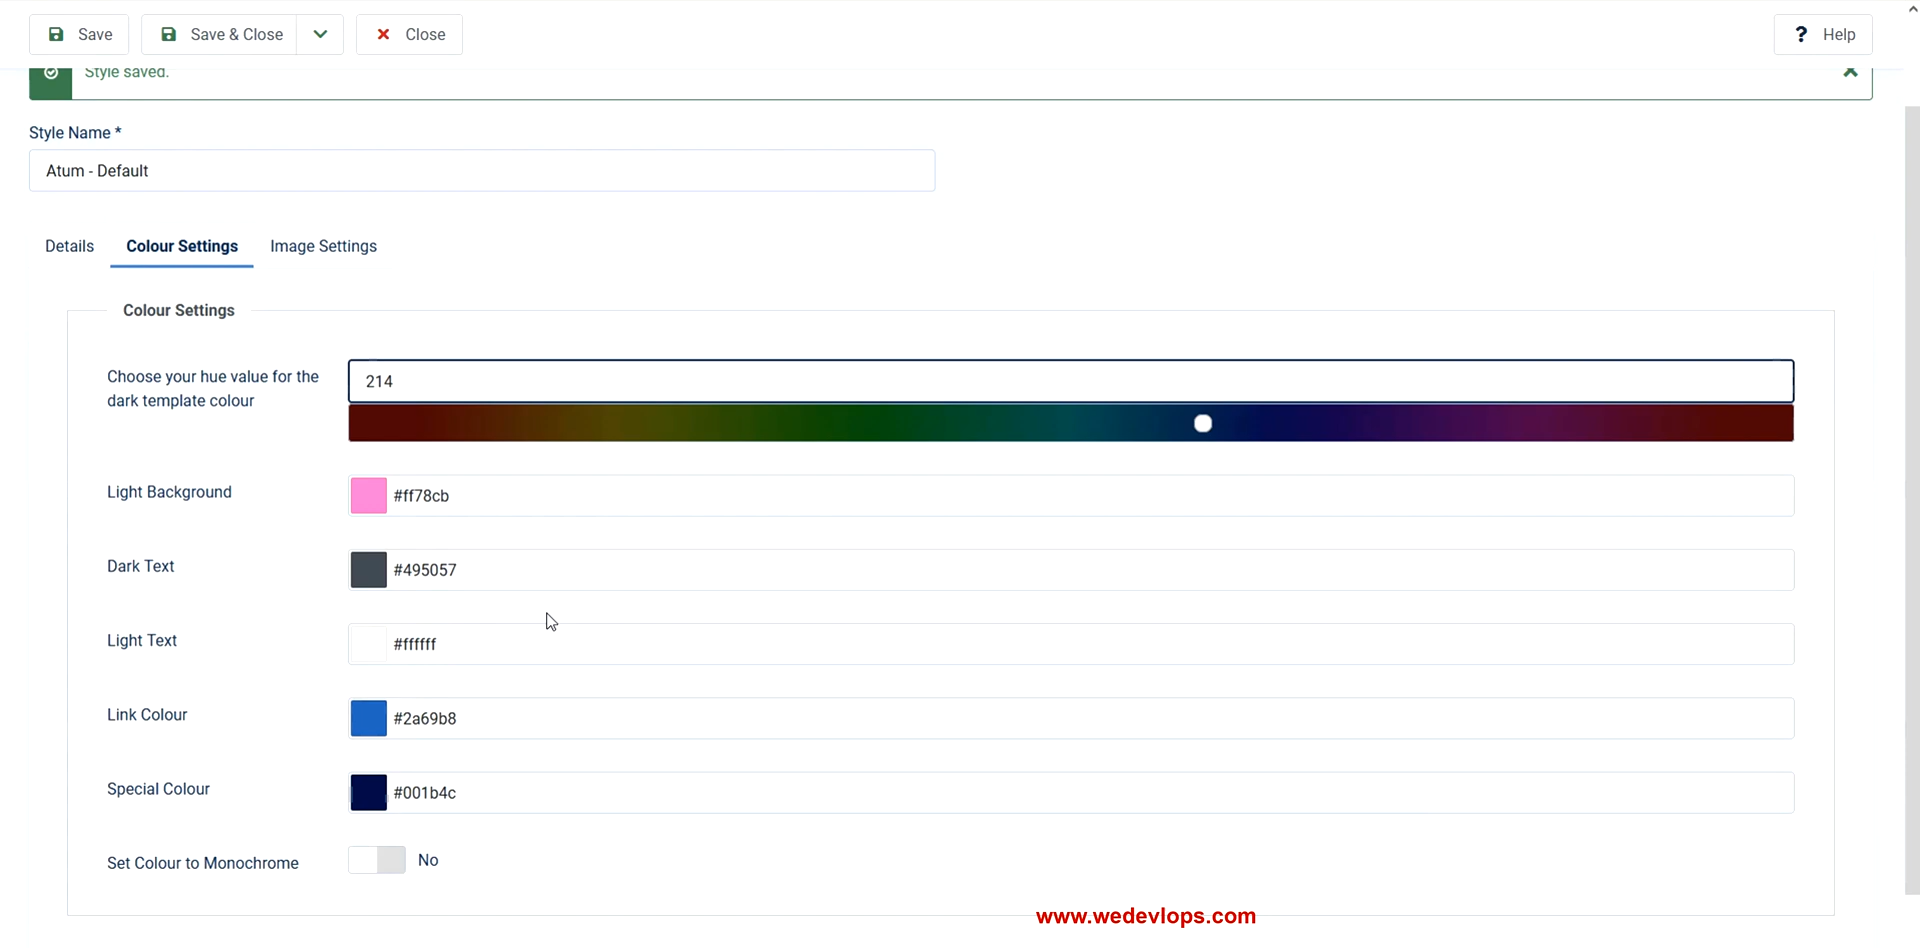 Save
Save & Close
Close
? Help
Style saved.
Style Name *
Atum - Default
Details
Colour Settings
Image Settings
Colour Settings
Choose your hue value for the
dark template colour
214
Light Background
#ff78cb
Dark Text
#495057
Light Text
#ffffff
Link Colour
#2a69b8
Special Colour
#001b4c
Set Colour to Monochrome
No
www.wedevlops.com